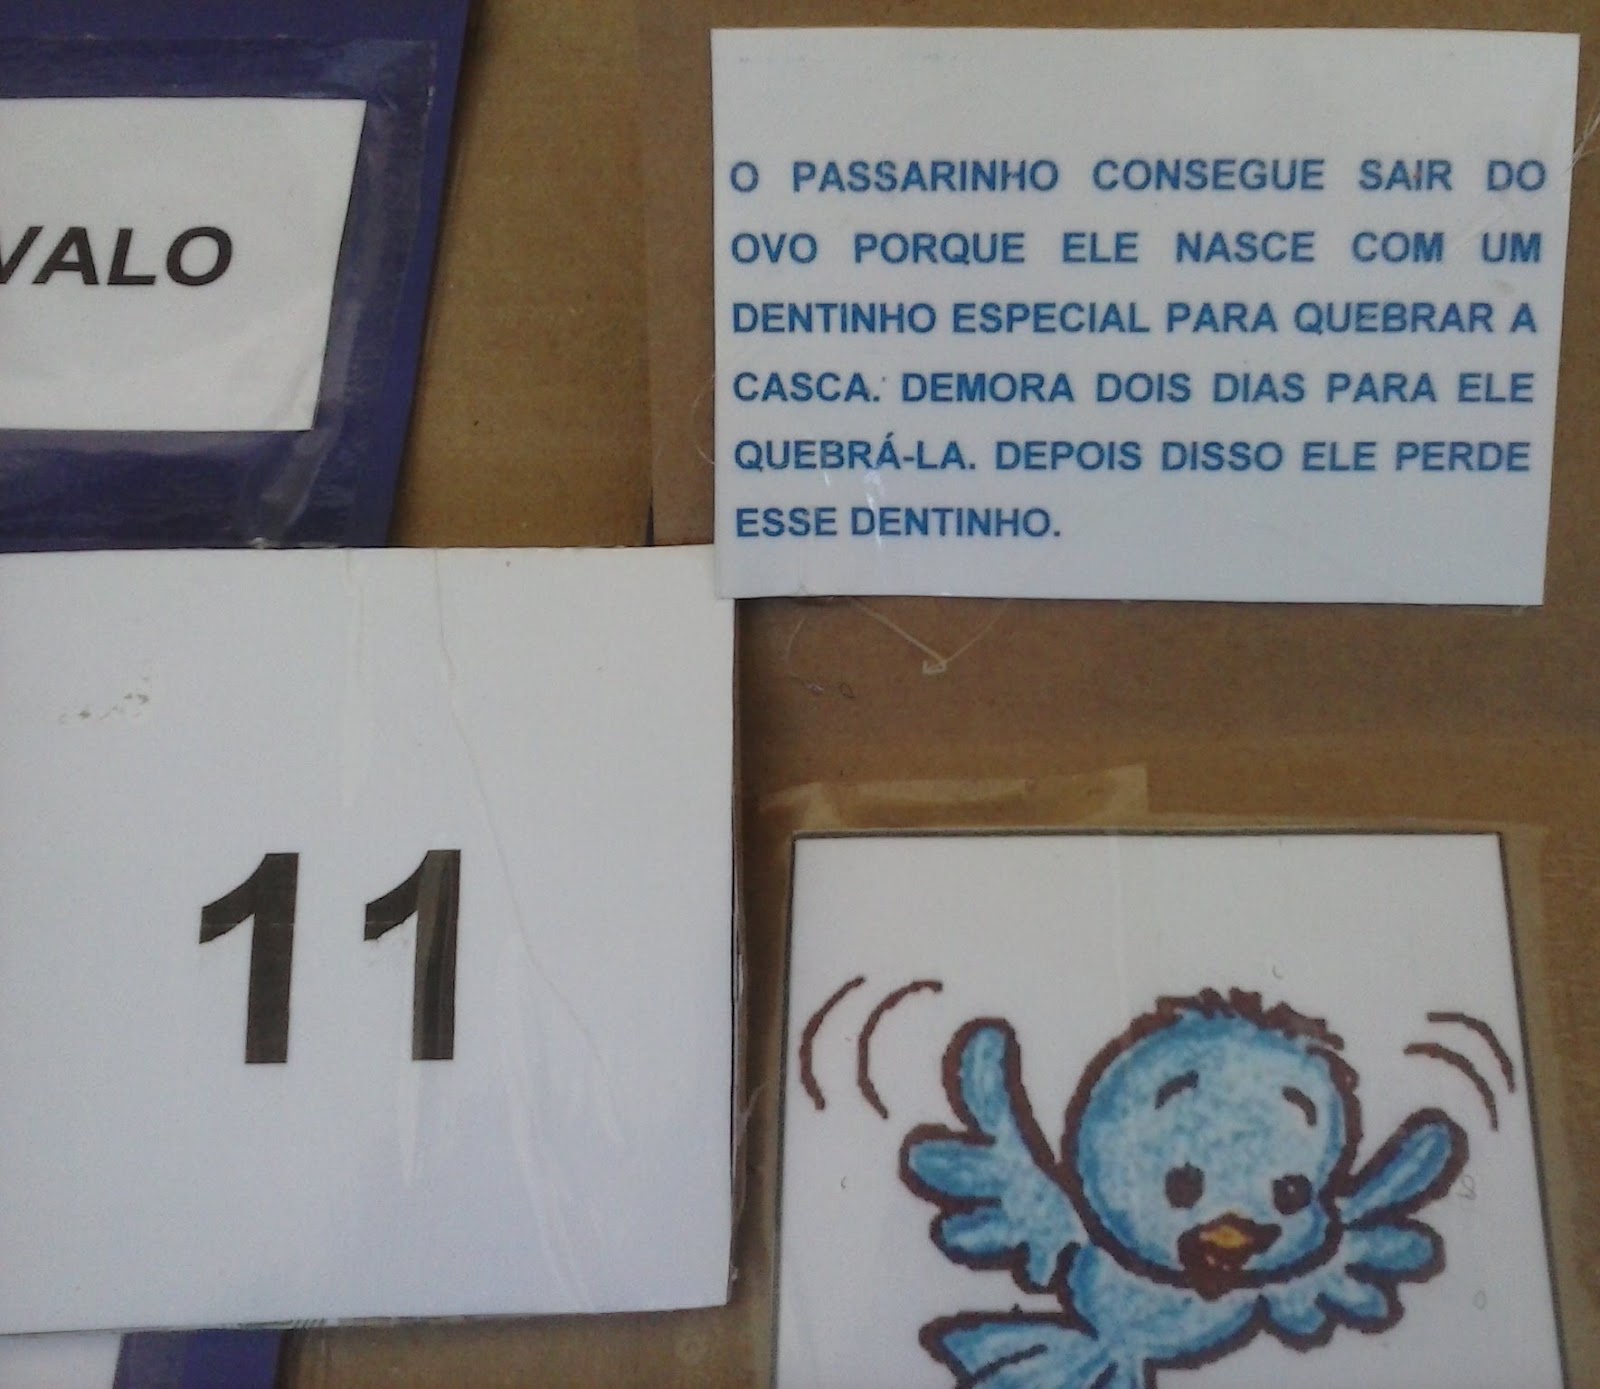 VALO
O PASSARINHO CONSEGUE SAIR DO
OVO PORQUE ELE NASCE COM UM
DENTINHO ESPECIAL PARA QUEBRAR A
CASCA. DEMORA DOIS DIAS PARA ELE
QUEBRÁ-LA. DEPOIS DISSO ELE PERDE
ESSE DENTINHO.
11